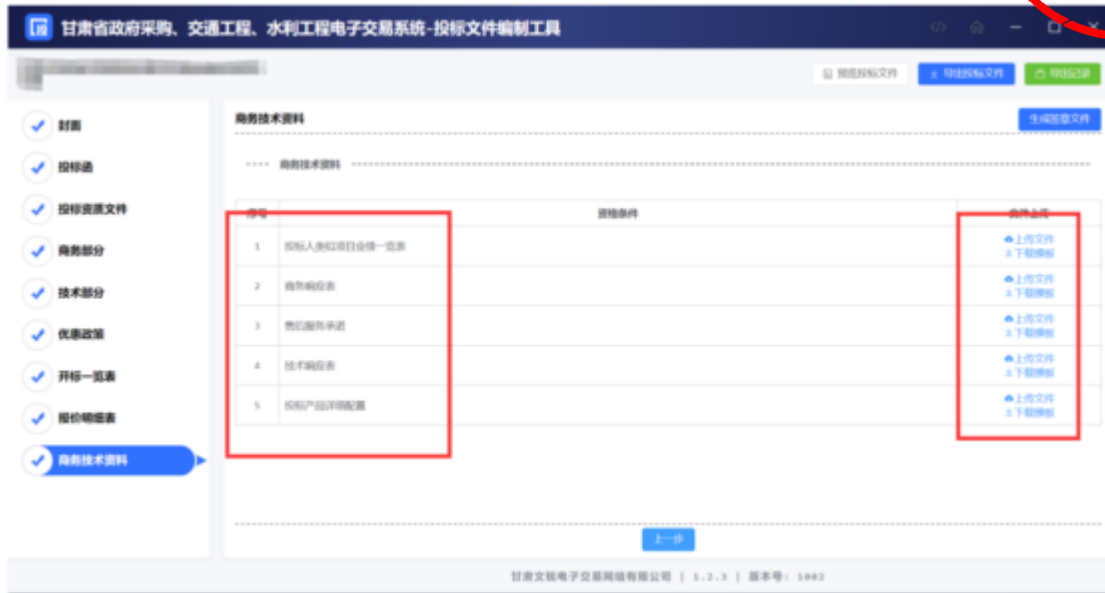 甘肃省政府采购、交通工程、水利工程电子交易系统-投标文件编制工具
预览投标文件 导出投标文件 导出记录
封面
投标函
投标资质文件
商务部分
技术部分
优惠政策
开标一览表
报价明细表
商务技术资料
商务技术资料 生成签章文件
商务技术资料
序号 资格条件 文件上传
1 投标人类似项目业绩一览表 上传文件
下载模板
2 商务响应表 上传文件
下载模板
3 售后服务承诺 上传文件
下载模板
4 技术响应表 上传文件
下载模板
5 投标产品详细配置 上传文件
下载模板
上一步
甘肃文锐电子交易网络有限公司 | 1.2.3 | 版本号: 1002